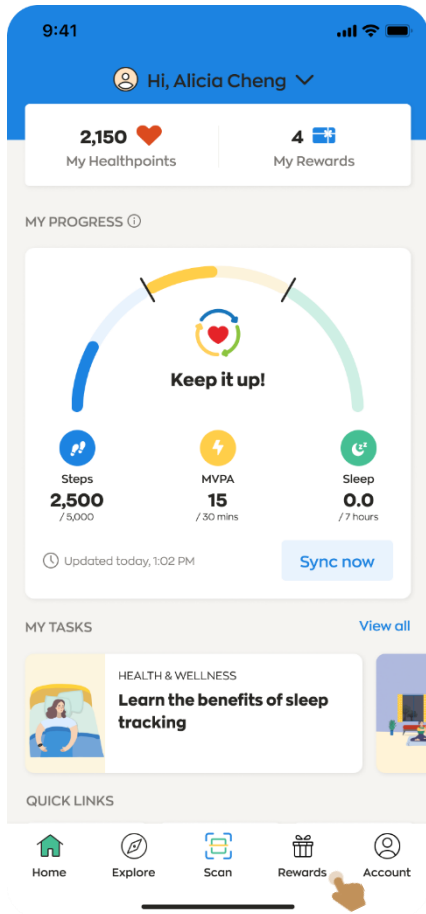 9:41
Hi, Alicia Cheng
2,150
My Healthpoints
4
My Rewards
MY PROGRESS
Keep it up!
Steps
2,500
/ 5,000
MVPA
15
/ 30 mins
Sleep
0.0
/ 7 hours
Updated today, 1:02 PM
Sync now
MY TASKS
View all
HEALTH & WELLNESS
Learn the benefits of sleep
tracking
QUICK LINKS
Home
Explore
Scan
Rewards
Account